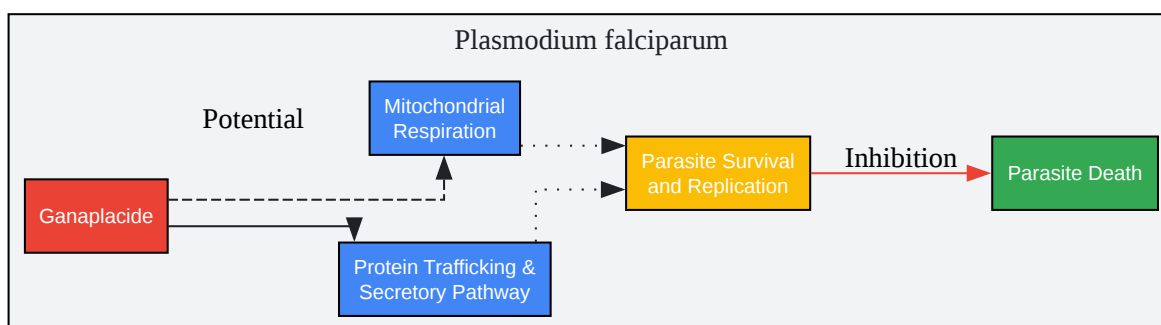 Plasmodium falciparum
Potential
Mitochondrial
Respiration
Ganaplacide
Protein Trafficking &
Secretory Pathway
Parasite Survival
and Replication
Inhibition
Parasite Death